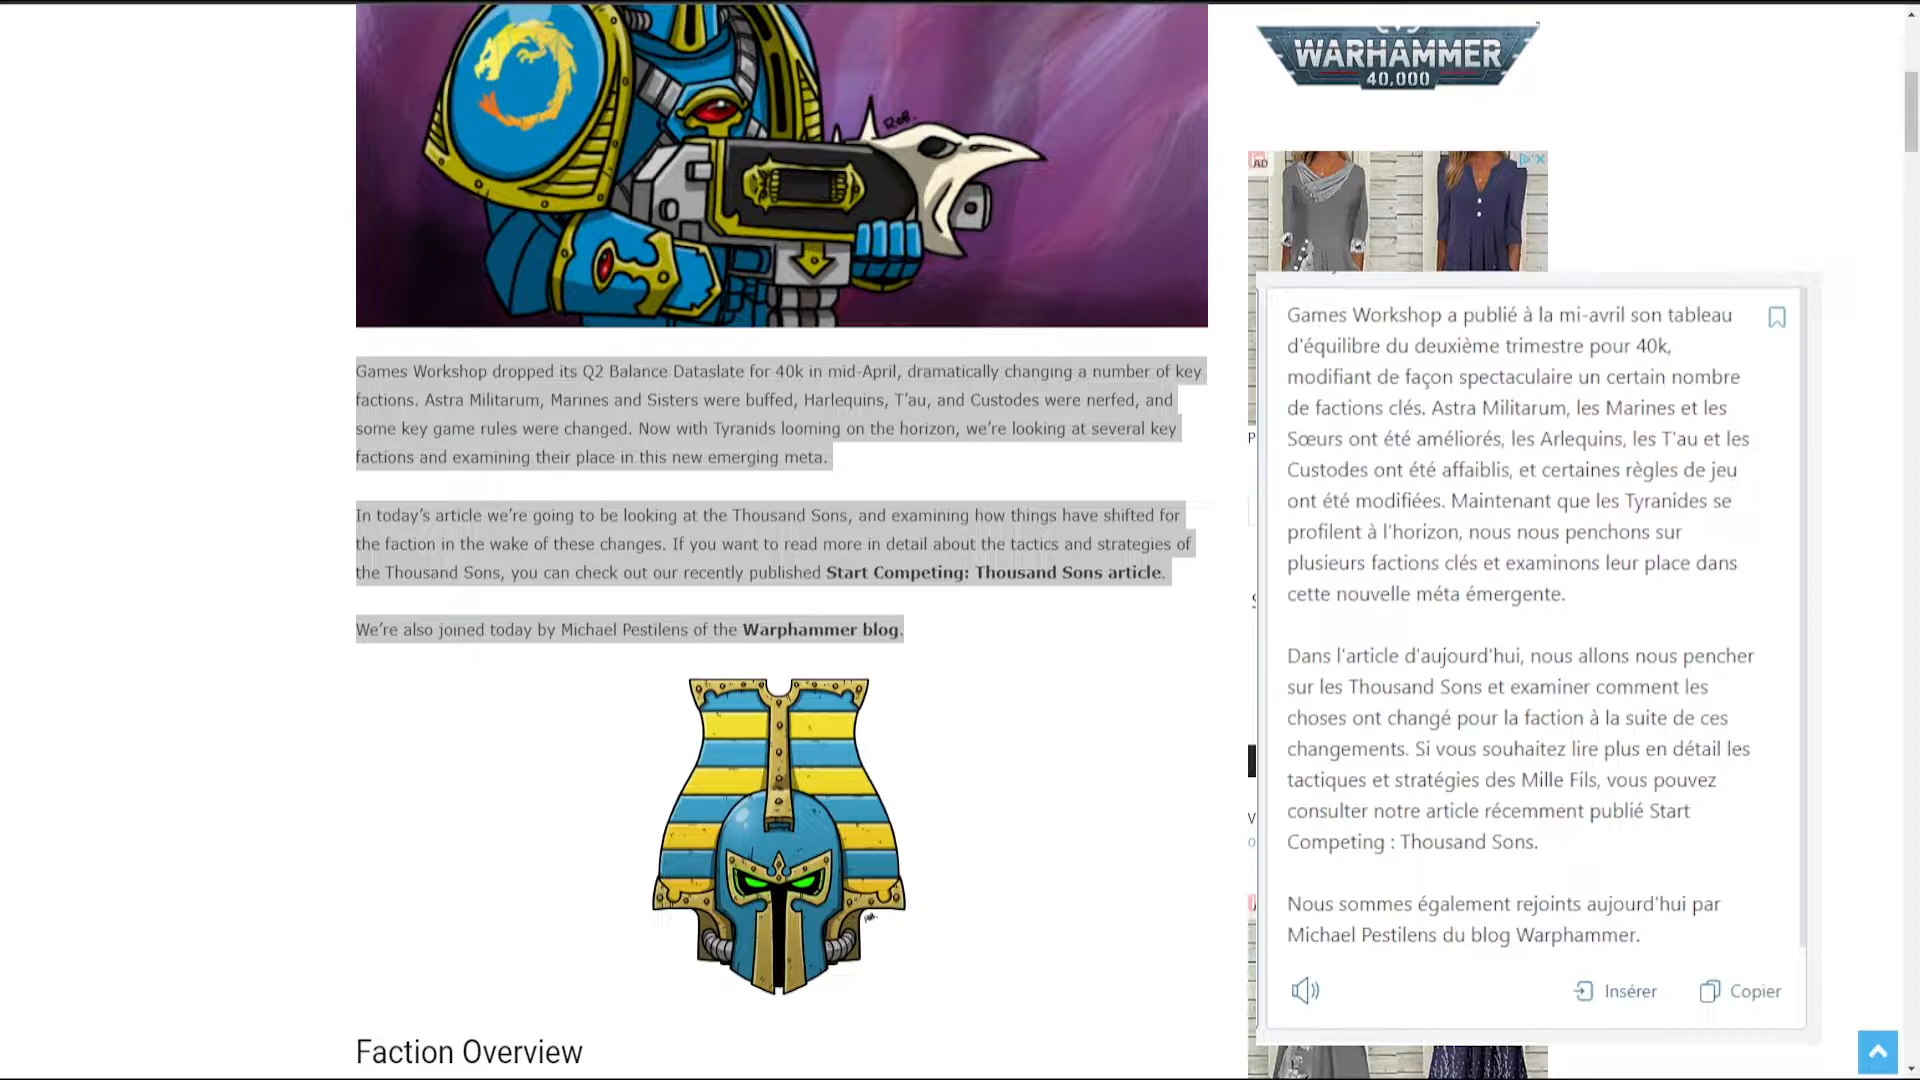 Rob.
WARHAMMER
40,000
AD
Games Workshop dropped its Q2 Balance Dataslate for 40k in mid-April, dramatically changing a number of key
factions. Astra Militarum, Marines and Sisters were buffed, Harlequins, T’au, and Custodes were nerfed, and
some key game rules were changed. Now with Tyranids looming on the horizon, we’re looking at several key
factions and examining their place in this new emerging meta.
In today’s article we’re going to be looking at the Thousand Sons, and examining how things have shifted for
the faction in the wake of these changes. If you want to read more in detail about the tactics and strategies of
the Thousand Sons, you can check out our recently published Start Competing: Thousand Sons article.
We’re also joined today by Michael Pestilens of the Warphammer blog.
Faction Overview
Games Workshop a publié à la mi-avril son tableau
d'équilibre du deuxième trimestre pour 40k,
modifiant de façon spectaculaire un certain nombre
de factions clés. Astra Militarum, les Marines et les
Sœurs ont été améliorés, les Arlequins, les T'au et les
Custodes ont été affaiblis, et certaines règles de jeu
ont été modifiées. Maintenant que les Tyranides se
profilent à l'horizon, nous nous penchons sur
plusieurs factions clés et examinons leur place dans
cette nouvelle méta émergente.
Dans l'article d'aujourd'hui, nous allons nous pencher
sur les Thousand Sons et examiner comment les
choses ont changé pour la faction à la suite de ces
changements. Si vous souhaitez lire plus en détail les
tactiques et stratégies des Mille Fils, vous pouvez
consulter notre article récemment publié Start
Competing : Thousand Sons.
Nous sommes également rejoints aujourd'hui par
Michael Pestilens du blog Warphammer.
Insérer
Copier